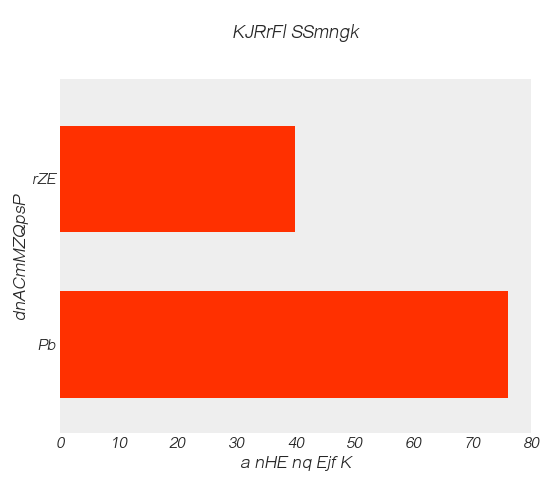 KJRrFl SSmngk
dnACmMZQpsP
rZE
Pb
0 10 20 30 40 50 60 70 80
a nHE nq Ejf K